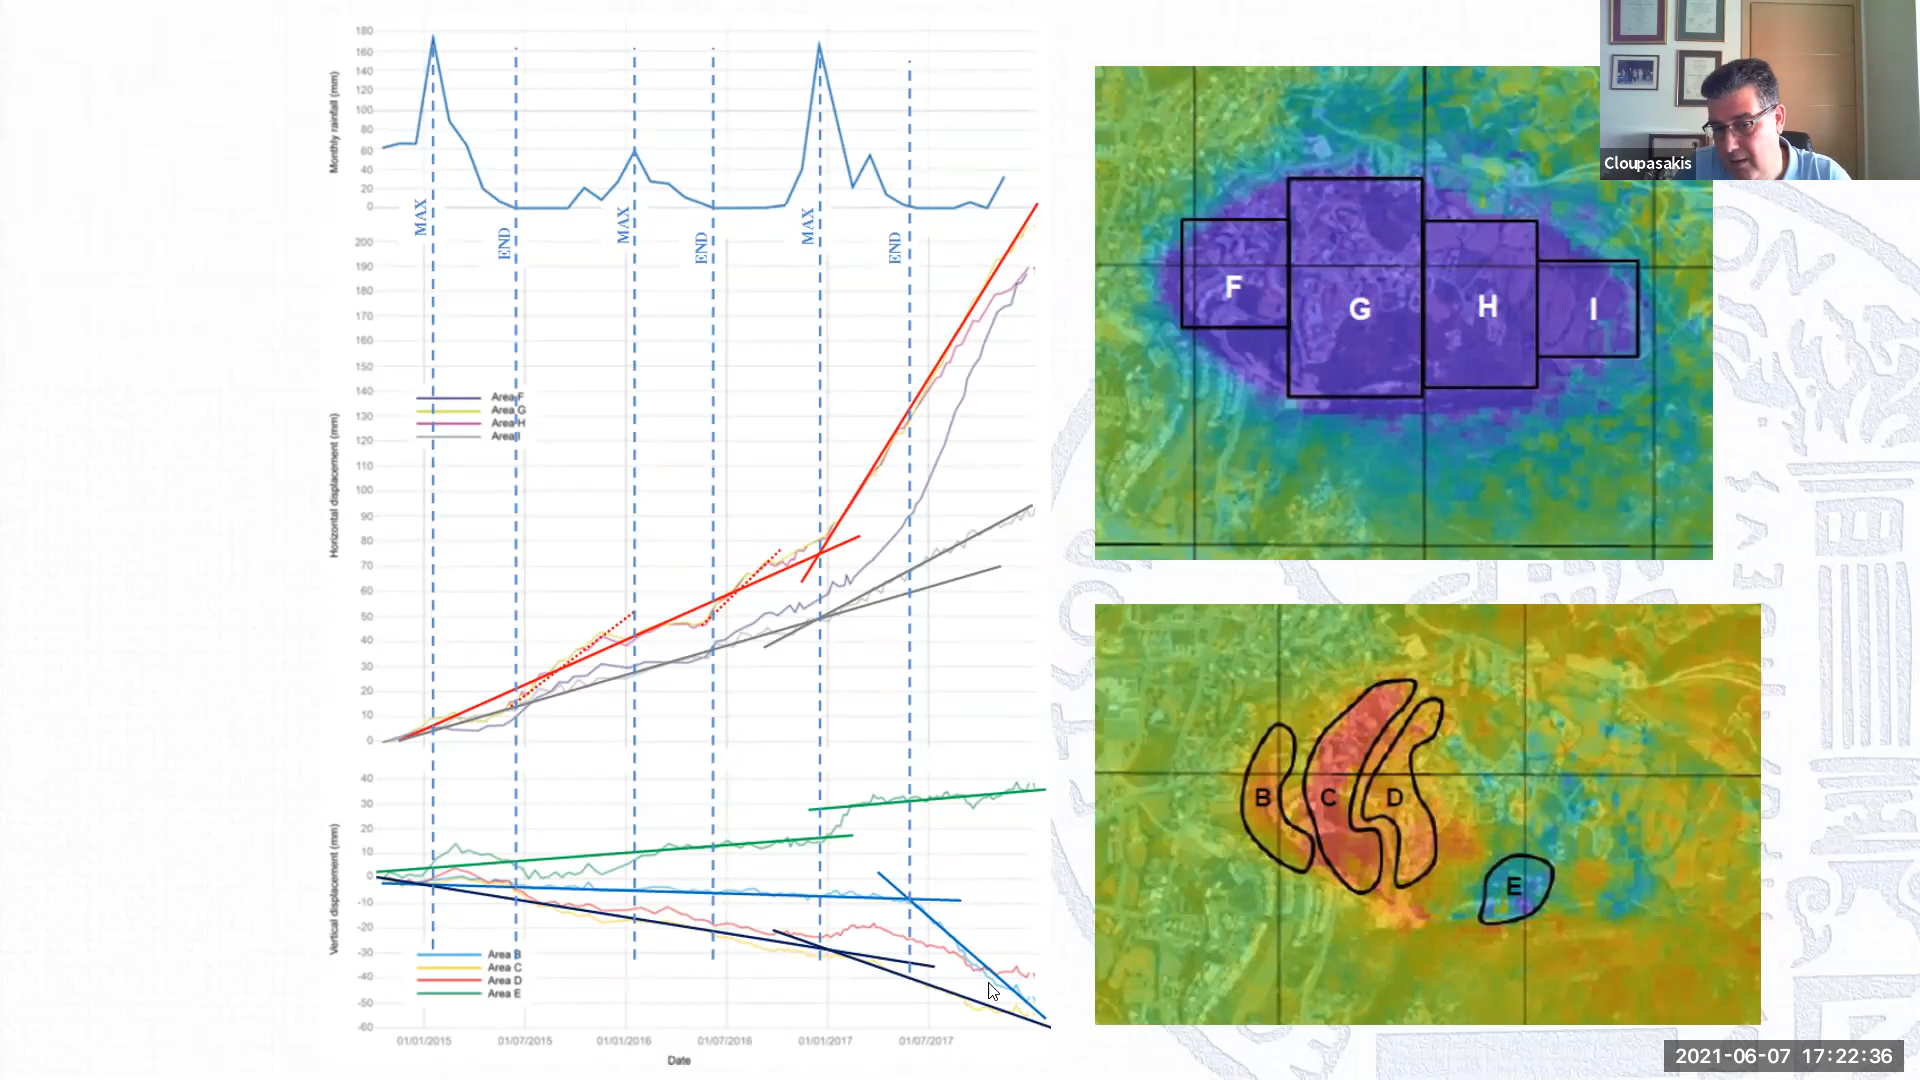 Monthly rainfall (mm)
180
160
140
120
100
80
60
40
20
0
MAX
END
MAX
END
MAX
END
Horizontal displacement (mm)
200
190
180
170
160
150
140
130
120
110
100
90
80
70
60
50
40
30
20
10
0
Area F
Area G
Area H
Area I
Vertical displacement (mm)
40
30
20
10
0
-10
-20
-30
-40
-50
-60
Area B
Area C
Area D
Area E
01/01/2015
01/07/2015
01/01/2016
01/07/2016
01/01/2017
01/07/2017
Date
F
G
H
I
B
C
D
E
Cloupasakis
2021-06-07 17:22:36